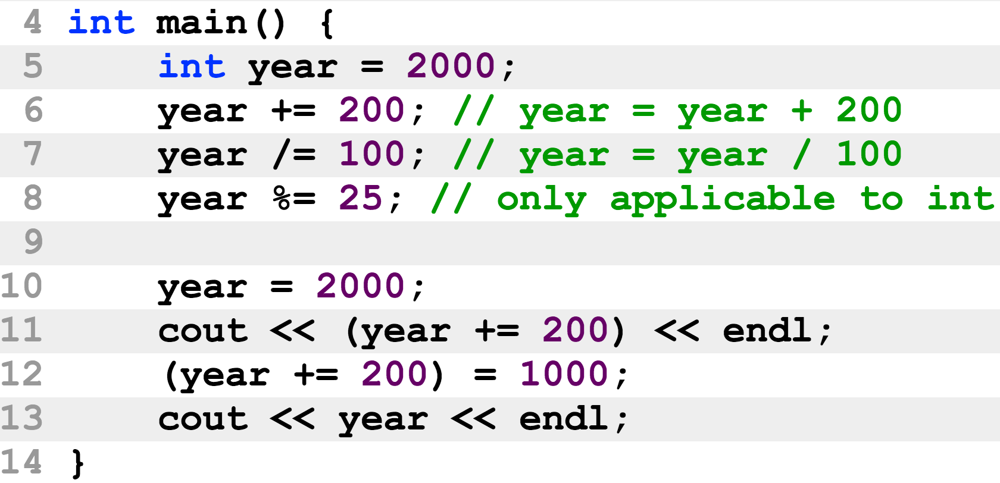 4 int main() {
5     int year = 2000;
6     year += 200; // year = year + 200
7     year /= 100; // year = year / 100
8     year %= 25; // only applicable to int
9
10     year = 2000;
11     cout << (year += 200) << endl;
12     (year += 200) = 1000;
13     cout << year << endl;
14 }